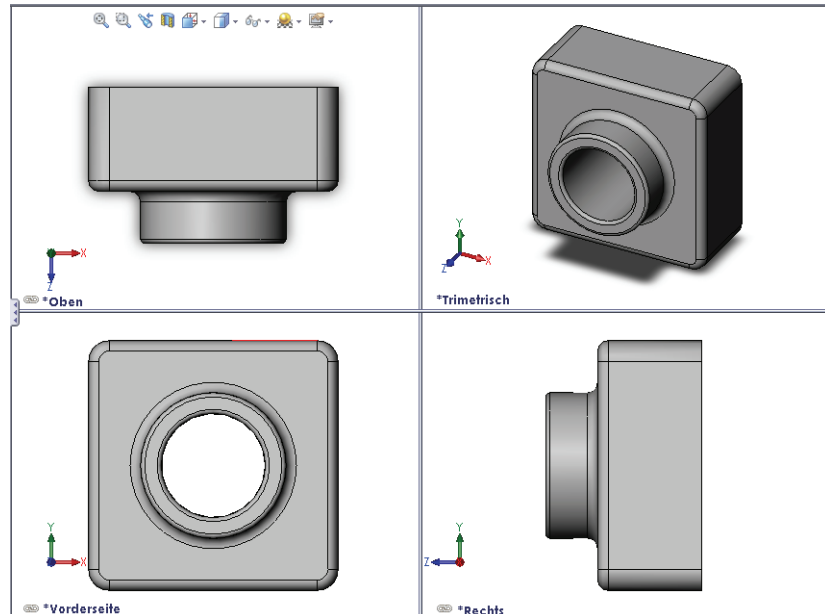 X
Z
*Oben
Y
Z
X
*Trimetrisch
Y
X
*Vorderseite
Y
Z
*Rechts